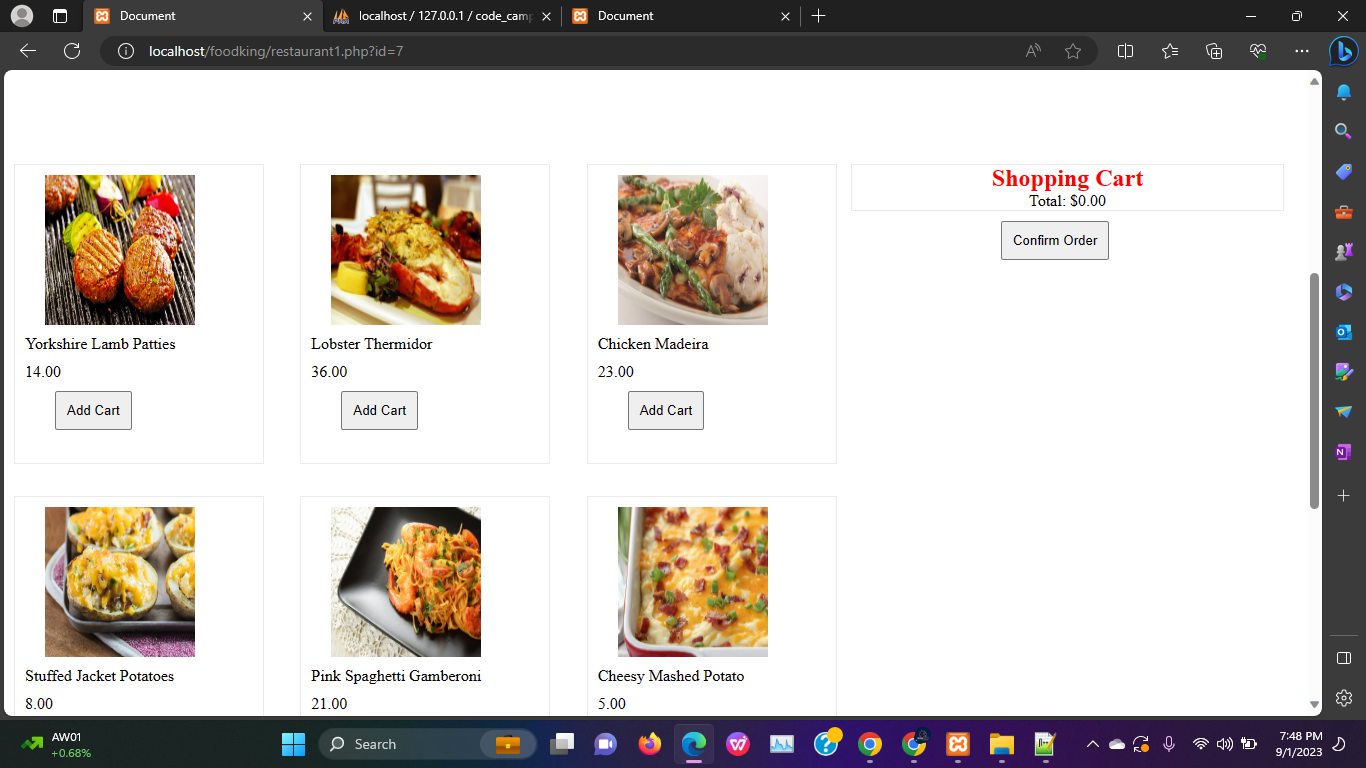 Document
localhost / 127.0.0.1 / code_camp
Document
localhost/foodking/restaurant1.php?id=7
Shopping Cart
Total: $0.00
Confirm Order
Yorkshire Lamb Patties
14.00
Add Cart
Lobster Thermidor
36.00
Add Cart
Chicken Madeira
23.00
Add Cart
Stuffed Jacket Potatoes
8.00
Pink Spaghetti Gamberoni
21.00
Cheesy Mashed Potato
5.00
AW01
+0.68%
Search
7:48 PM
9/1/2023